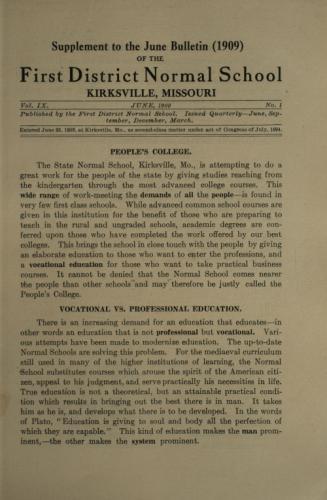 Supplement to the June Bulletin (1909)
OF THE
First District Normal School
KIRKSVILLE, MISSOURI
Vol. IX. JUNE, 1909 No. 1
Published by the First District Normal School. Issued Quarterly—June, Sep-
tember, December, March.
Entered June 28, 1902, at Kirksville, Mo., as second-class matter under act of Congress of July, 1894.
PEOPLE'S COLLEGE.
The State Normal School, Kirksville, Mo., is attempting to do a
great work for the people of the state by giving studies reaching from
the kindergarten through the most advanced college courses. This
wide range of work-meeting the demands of all the people—is found in
very few first class schools. While advanced common school courses are
given in this institution for the benefit of those who are preparing to
teach in the rural and ungraded schools, academic degrees are con-
ferred upon those who have completed the work offered by our best
colleges. This brings the school in close touch with the people by giving
an elaborate education to those who want to enter the professions, and
a vocational education for those who want to take practical business
courses. It cannot be denied that the Normal School comes nearer
the people than other schools and may therefore be justly called the
People's College.
VOCATIONAL VS. PROFESSIONAL EDUCATION.
There is an increasing demand for an education that educates—in
other words an education that is not professional but vocational. Vari-
ous attempts have been made to modernize education. The up-to-date
Normal Schools are solving this problem. For the mediaeval curriculum
still used in many of the higher institutions of learning, the Normal
School substitutes courses which arouse the spirit of the American citi-
zen, appeal to his judgment, and serve practically his necessities in life.
True education is not a theoretical, but an attainable practical condi-
tion which results in bringing out the best there is in man. It takes
him as he is, and develops what there is to be developed. In the words
of Plato, "Education is giving to soul and body all the perfection of
which they are capable." This kind of education makes the man prom-
inent,—the other makes the system prominent.